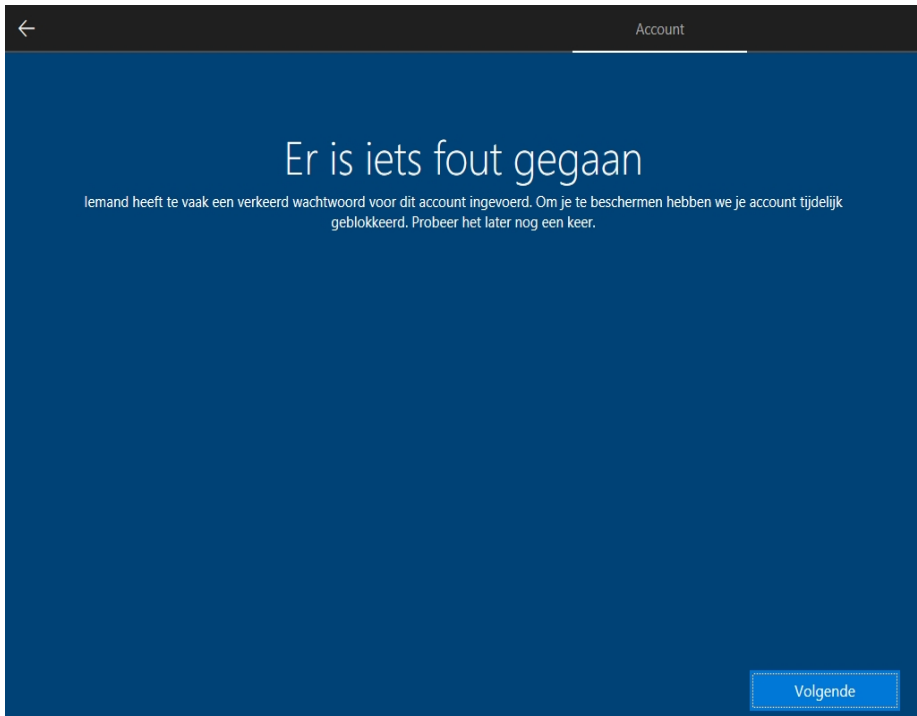 Account
Er is iets fout gegaan
Iemand heeft te vaak een verkeerd wachtwoord voor dit account ingevoerd. Om je te beschermen hebben we je account tijdelijk
geblokkeerd. Probeer het later nog een keer.
Volgende